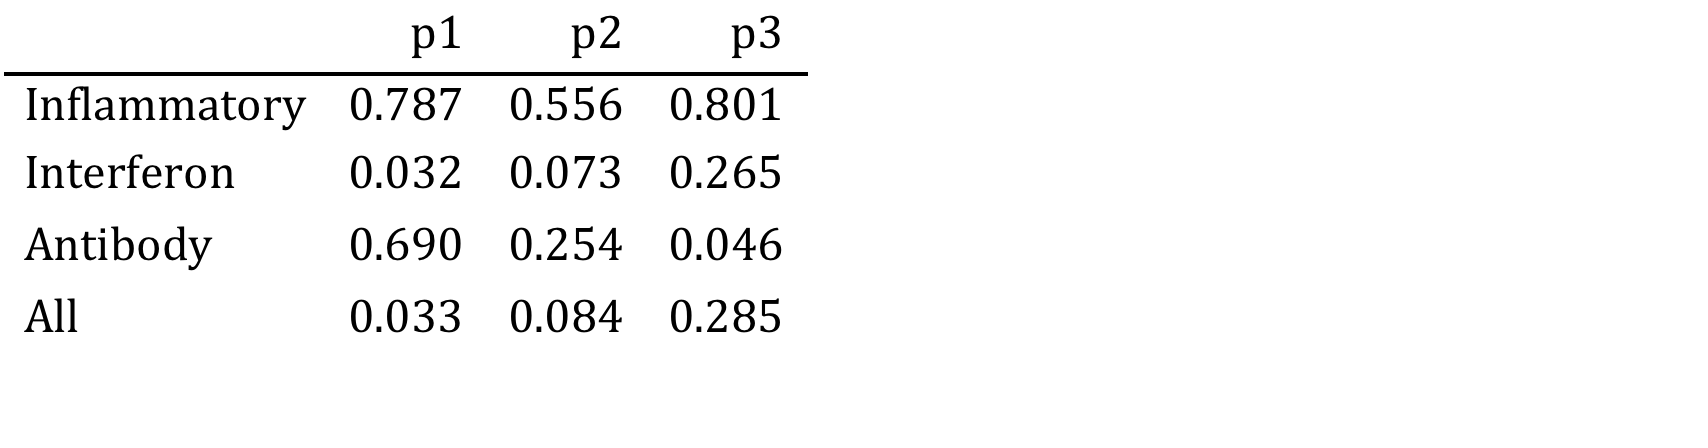 p1 p2 p3
Inflammatory 0.787 0.556 0.801
Interferon 0.032 0.073 0.265
Antibody 0.690 0.254 0.046
All 0.033 0.084 0.285